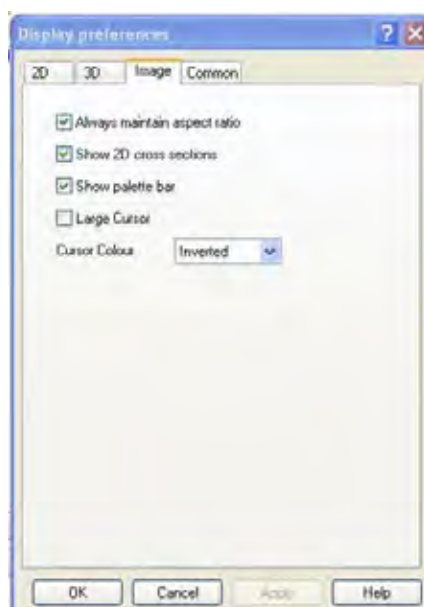 Display preferences
2D 3D Image Common
Always maintain aspect ratio
Show 2D cross sections
Show palette bar
Large Cursor
Cursor Colour Inverted
OK Cancel Apply Help